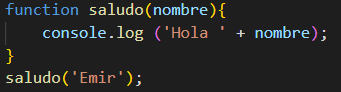 function saludo(nombre){
    console.log ('Hola ' + nombre);
}
saludo('Emir');